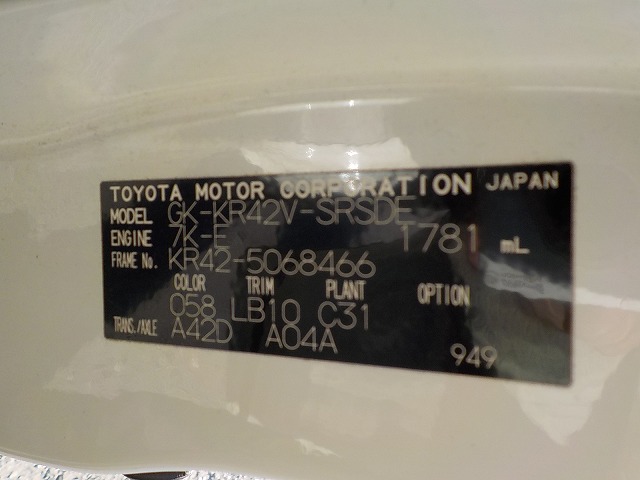 TOYOTA MOTOR CORPORATION JAPAN
MODEL GK-KR42V-SRSDE
ENGINE 7K-E 1781 mL
FRAME No. KR42-5068466
COLOR TRIM PLANT OPTION
058 LB10 C31
TRANS./AXLE A42D A04A
949